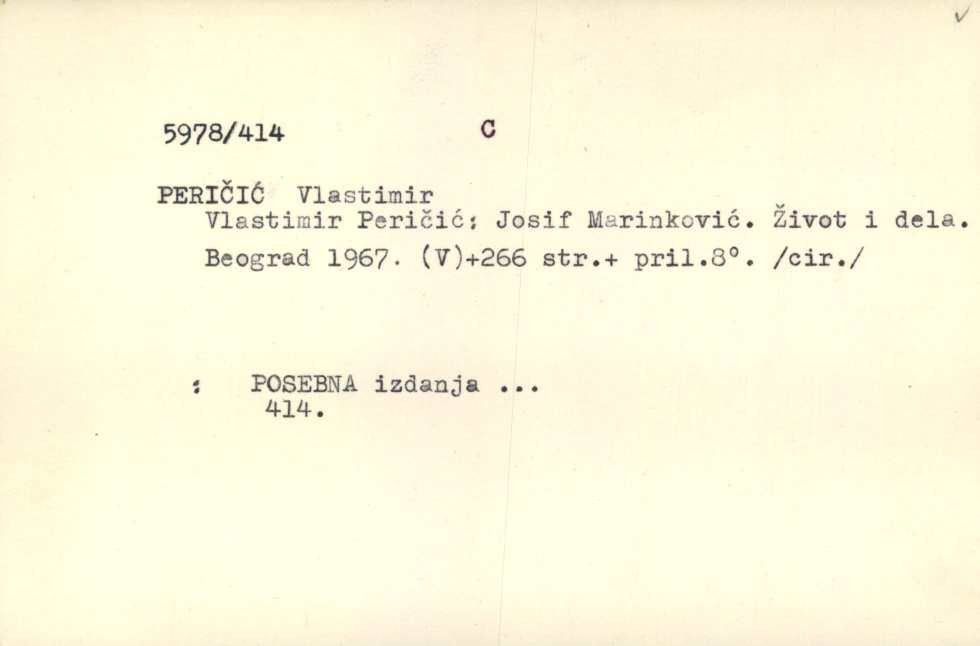 5978/414 C
PERIČIĆ Vlastimir
Vlastimir Peričić: Josif Marinković. Život i dela.
Beograd 1967. (V)+266 str.+ pril.8°. /cir./
: POSEBNA izdanja ...
414.